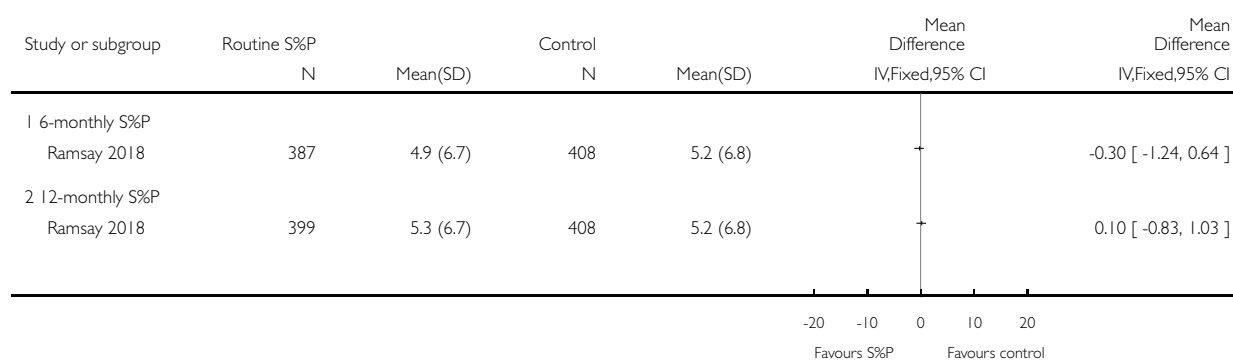 Mean Mean
Study or subgroup Routine S%P Control Difference Difference
N Mean(SD) N Mean(SD) IV,Fixed,95% CI IV,Fixed,95% CI
1 6-monthly S%P
Ramsay 2018 387 4.9 (6.7) 408 5.2 (6.8) -0.30 [ -1.24, 0.64 ]
2 12-monthly S%P
Ramsay 2018 399 5.3 (6.7) 408 5.2 (6.8) 0.10 [ -0.83, 1.03 ]
-20 -10 0 10 20
Favours S%P Favours control